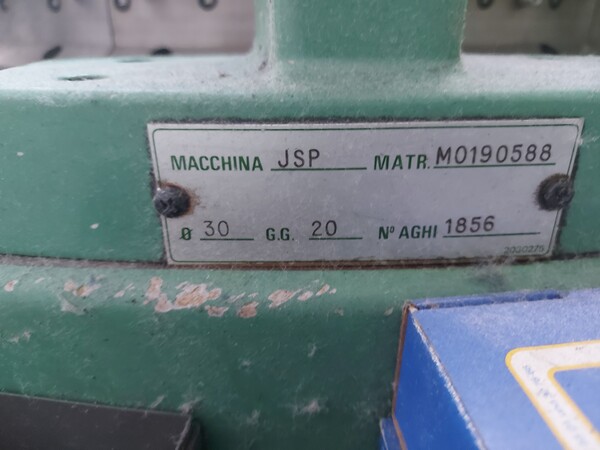 MACCHINA JSP MATR. M0190588
Ø 30 G.G. 20 Nº AGHI 1856